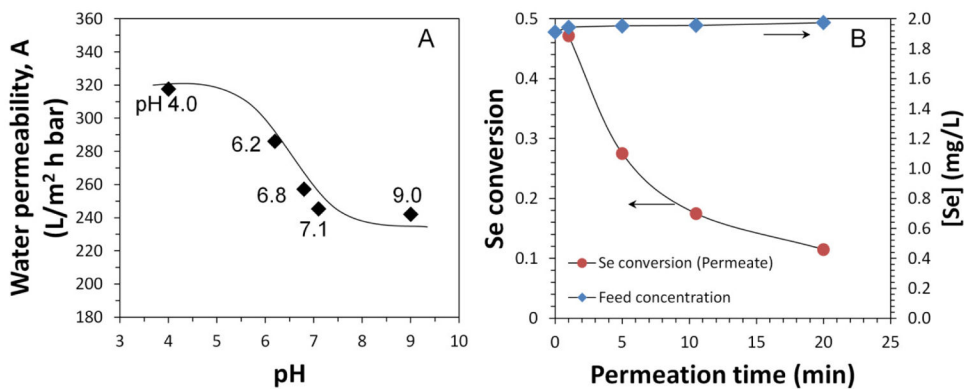 360
340
320
300
280
260
240
220
200
180
Water permeability, A
(L/m² h bar)
A
pH 4.0
6.2
6.8
7.1
9.0
3 4 5 6 7 8 9 10
pH
0.5
0.4
0.3
0.2
0.1
0
Se conversion
B
Se conversion (Permeate)
Feed concentration
2.0
1.8
1.6
1.4
1.2
1.0
0.8
0.6
0.4
0.2
0.0
[Se] (mg/L)
0 5 10 15 20 25
Permeation time (min)